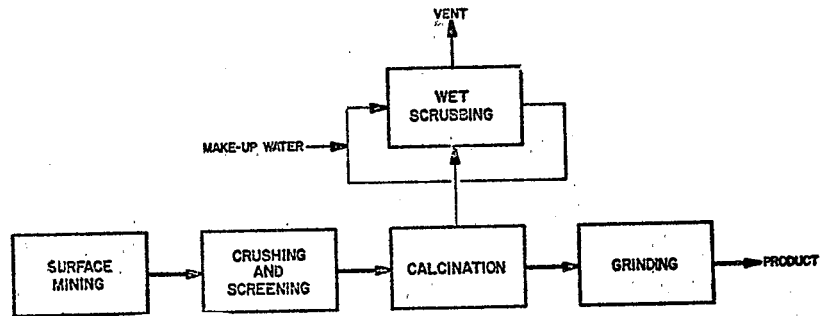 VENT
WET
SCRUBBING
MAKE-UP WATER
SURFACE
MINING
CRUSHING
AND
SCREENING
CALCINATION
GRINDING
PRODUCT